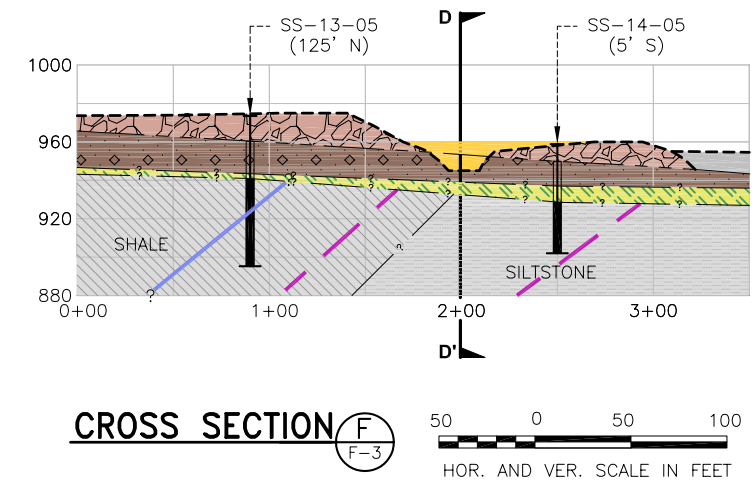 D
SS-13-05
(125' N)
SS-14-05
(5' S)
1000
960
920
880
? ? ? ? ? ? ? ? ?
SHALE
?
SILTSTONE
?
0+00 1+00 2+00 3+00
D'
CROSS SECTION
F
F-3
50 0 50 100
HOR. AND VER. SCALE IN FEET